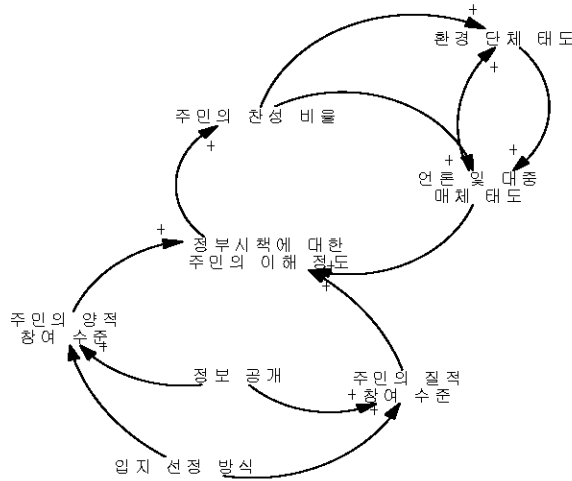 환경 단체 태도
주민의 찬성 비율
언론 및 대중
매체 태도
정부시책에 대한
주민의 이해 정도
주민의 양적
참여 수준
정보 공개
주민의 질적
참여 수준
입지 선정 방식
+
+
+
+
+
+
+
+
+
+
+
+